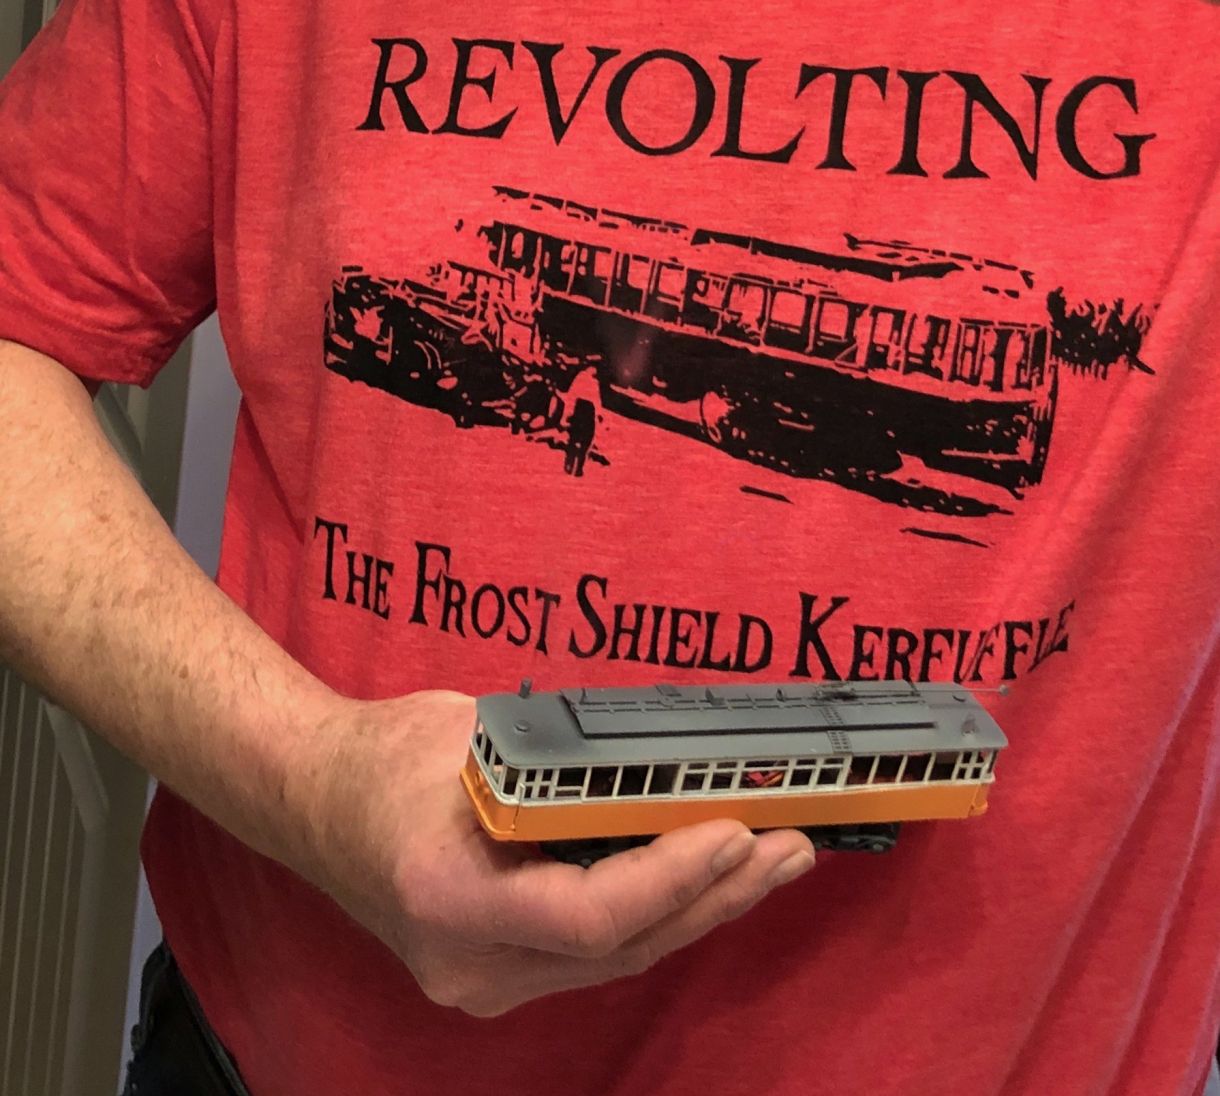 REVOLTING
THE FROST SHIELD KERFUFFLE